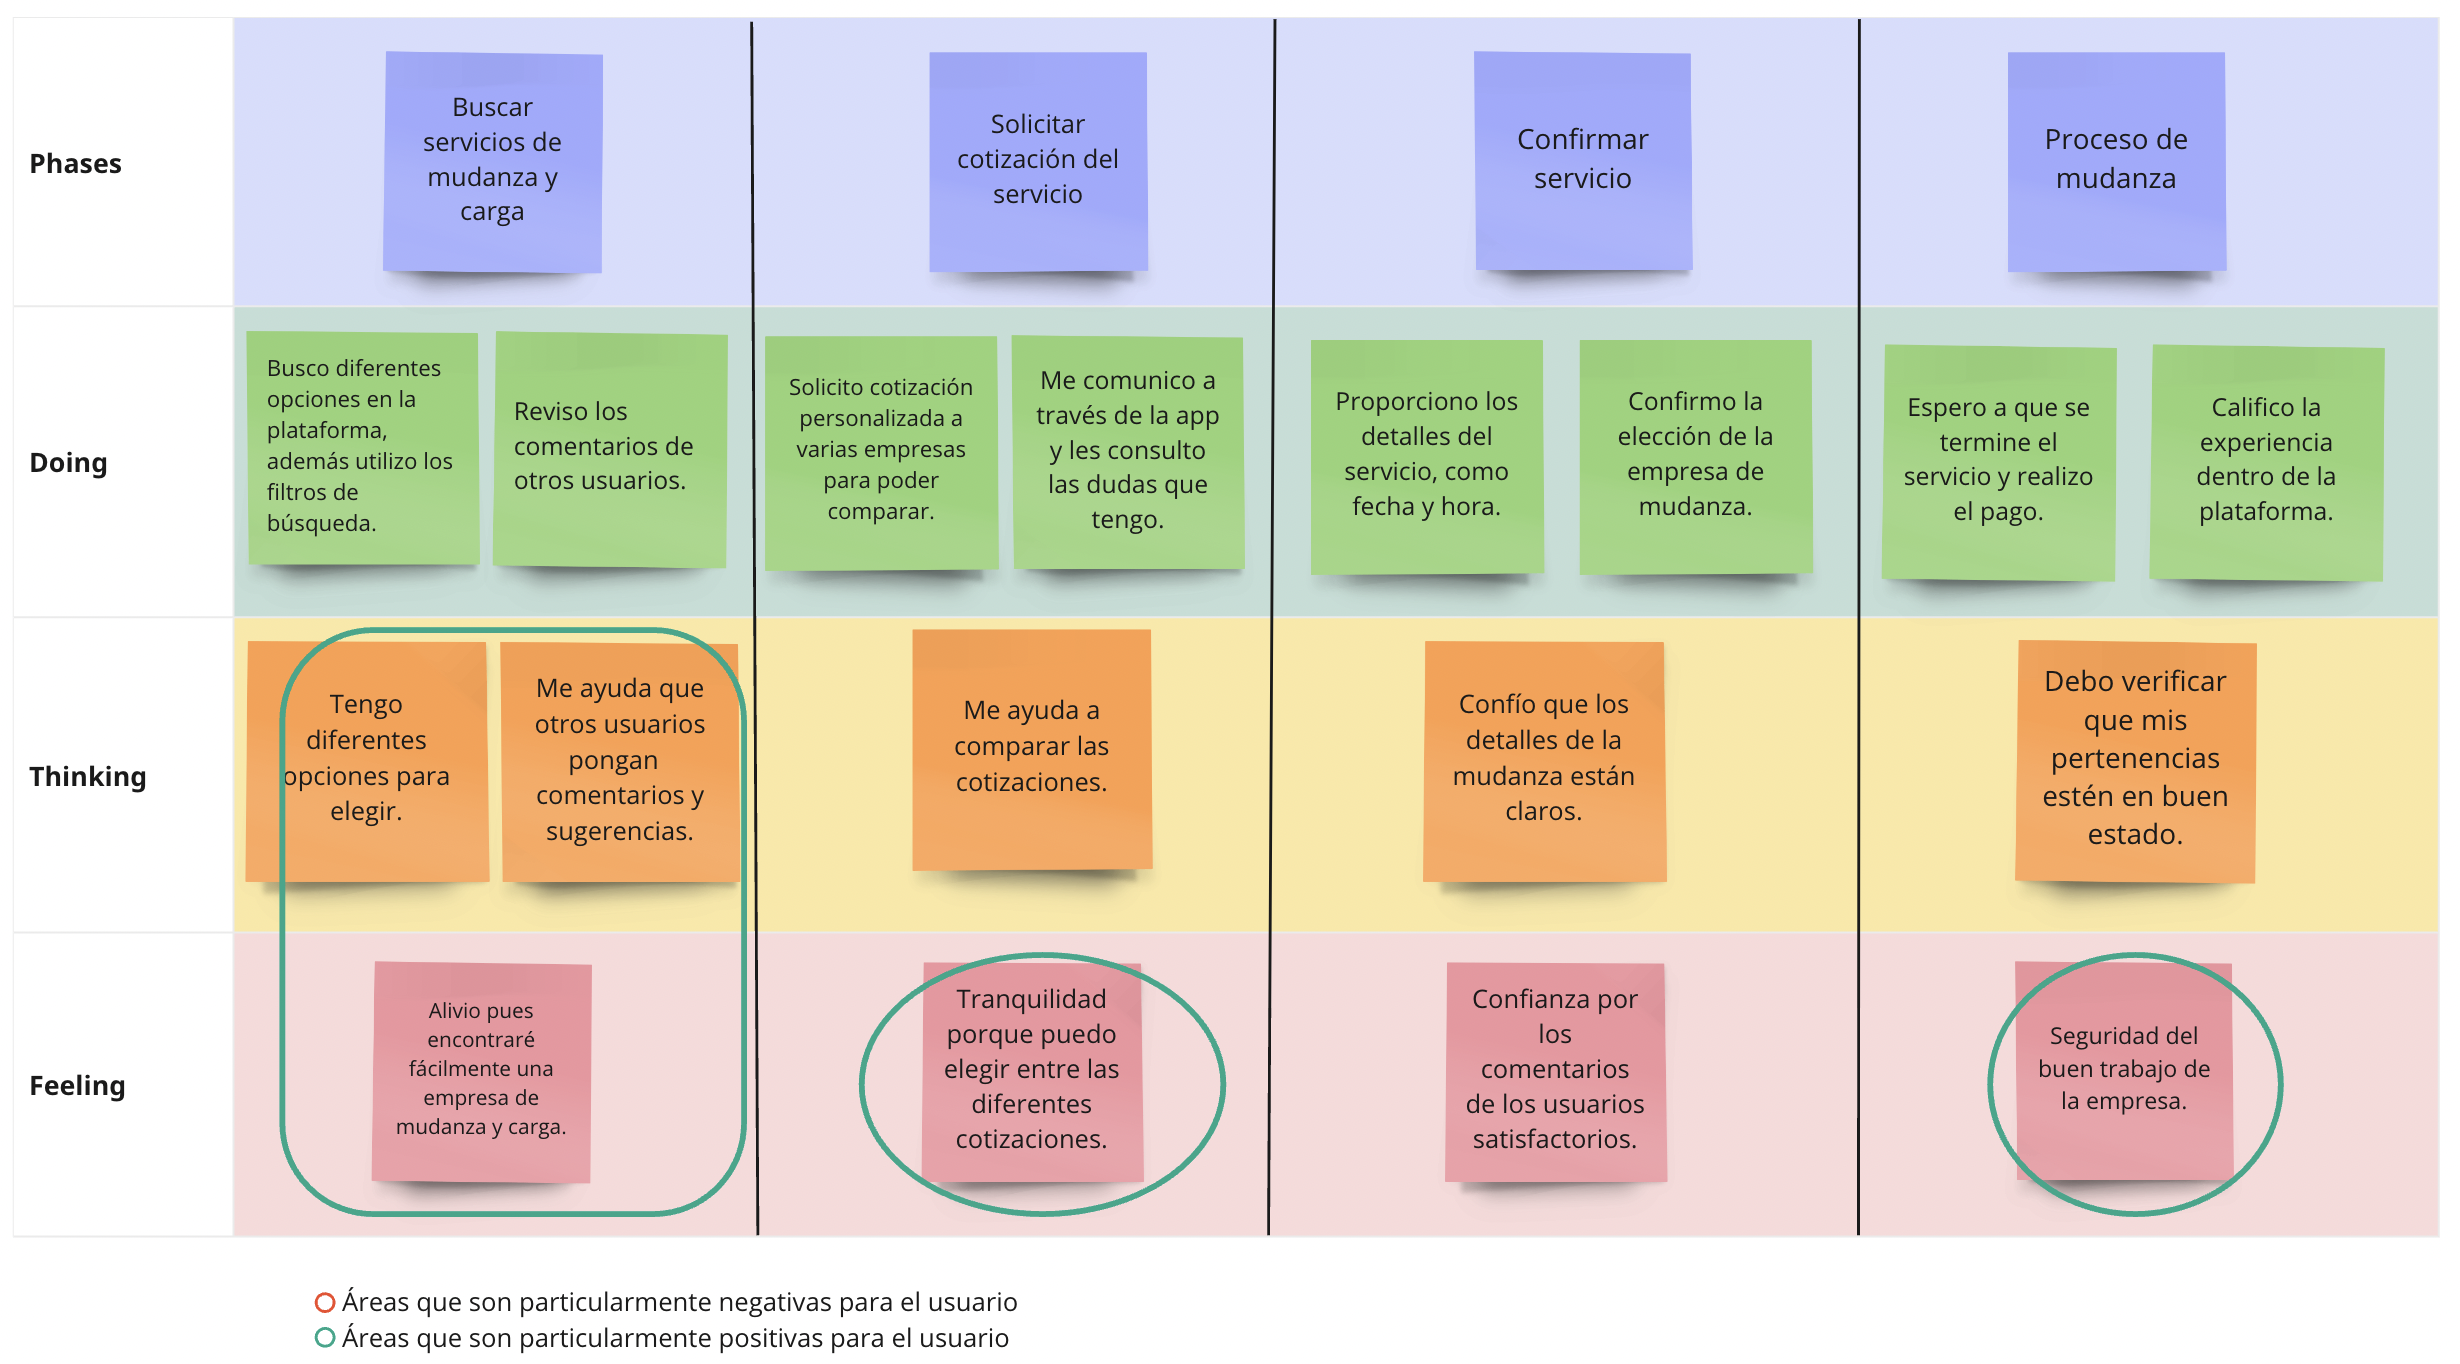 Phases
Buscar
servicios de
mudanza y
carga
Solicitar
cotización del
servicio
Confirmar
servicio
Proceso de
mudanza
Doing
Busco diferentes
opciones en la
plataforma,
además utilizo los
filtros de
búsqueda.
Reviso los
comentarios de
otros usuarios.
Solicito cotización
personalizada a
varias empresas
para poder
comparar.
Me comunico a
través de la app
y les consulto
las dudas que
tengo.
Proporciono los
detalles del
servicio, como
fecha y hora.
Confirmo la
elección de la
empresa de
mudanza.
Espero a que se
termine el
servicio y realizo
el pago.
Califico la
experiencia
dentro de la
plataforma.
Thinking
Tengo
diferentes
opciones para
elegir.
Me ayuda que
otros usuarios
pongan
comentarios y
sugerencias.
Me ayuda a
comparar las
cotizaciones.
Confío que los
detalles de la
mudanza están
claros.
Debo verificar
que mis
pertenencias
estén en buen
estado.
Feeling
Alivio pues
encontraré
fácilmente una
empresa de
mudanza y carga.
Tranquilidad
porque puedo
elegir entre las
diferentes
cotizaciones.
Confianza por
los
comentarios
de los usuarios
satisfactorios.
Seguridad del
buen trabajo de
la empresa.
Áreas que son particularmente negativas para el usuario
Áreas que son particularmente positivas para el usuario